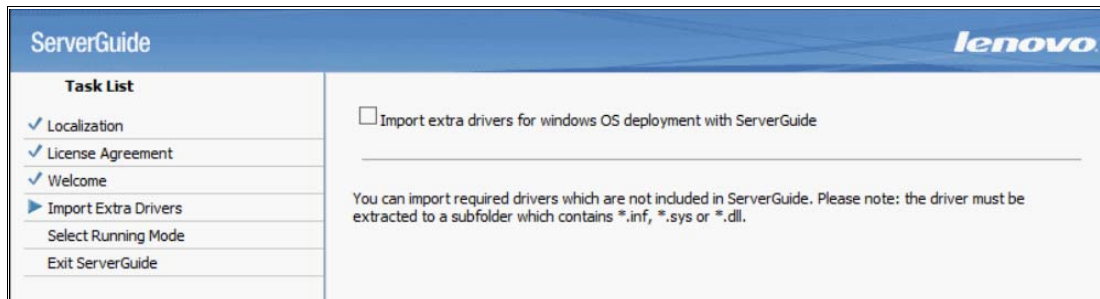 ServerGuide
lenovo
Task List
Localization
License Agreement
Welcome
Import Extra Drivers
Select Running Mode
Exit ServerGuide
Import extra drivers for windows OS deployment with ServerGuide
You can import required drivers which are not included in ServerGuide. Please note: the driver must be
extracted to a subfolder which contains *.inf, *.sys or *.dll.